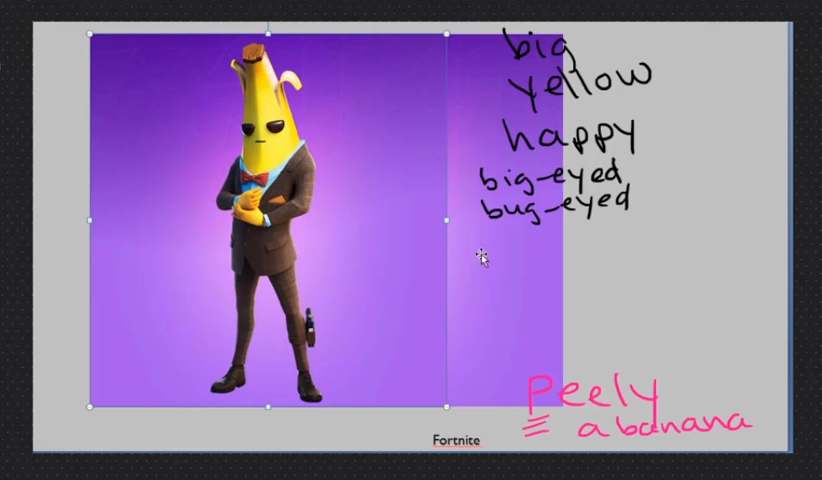 big
yellow
happy
big-eyed
bug-eyed
Peely
a banana
Fortnite